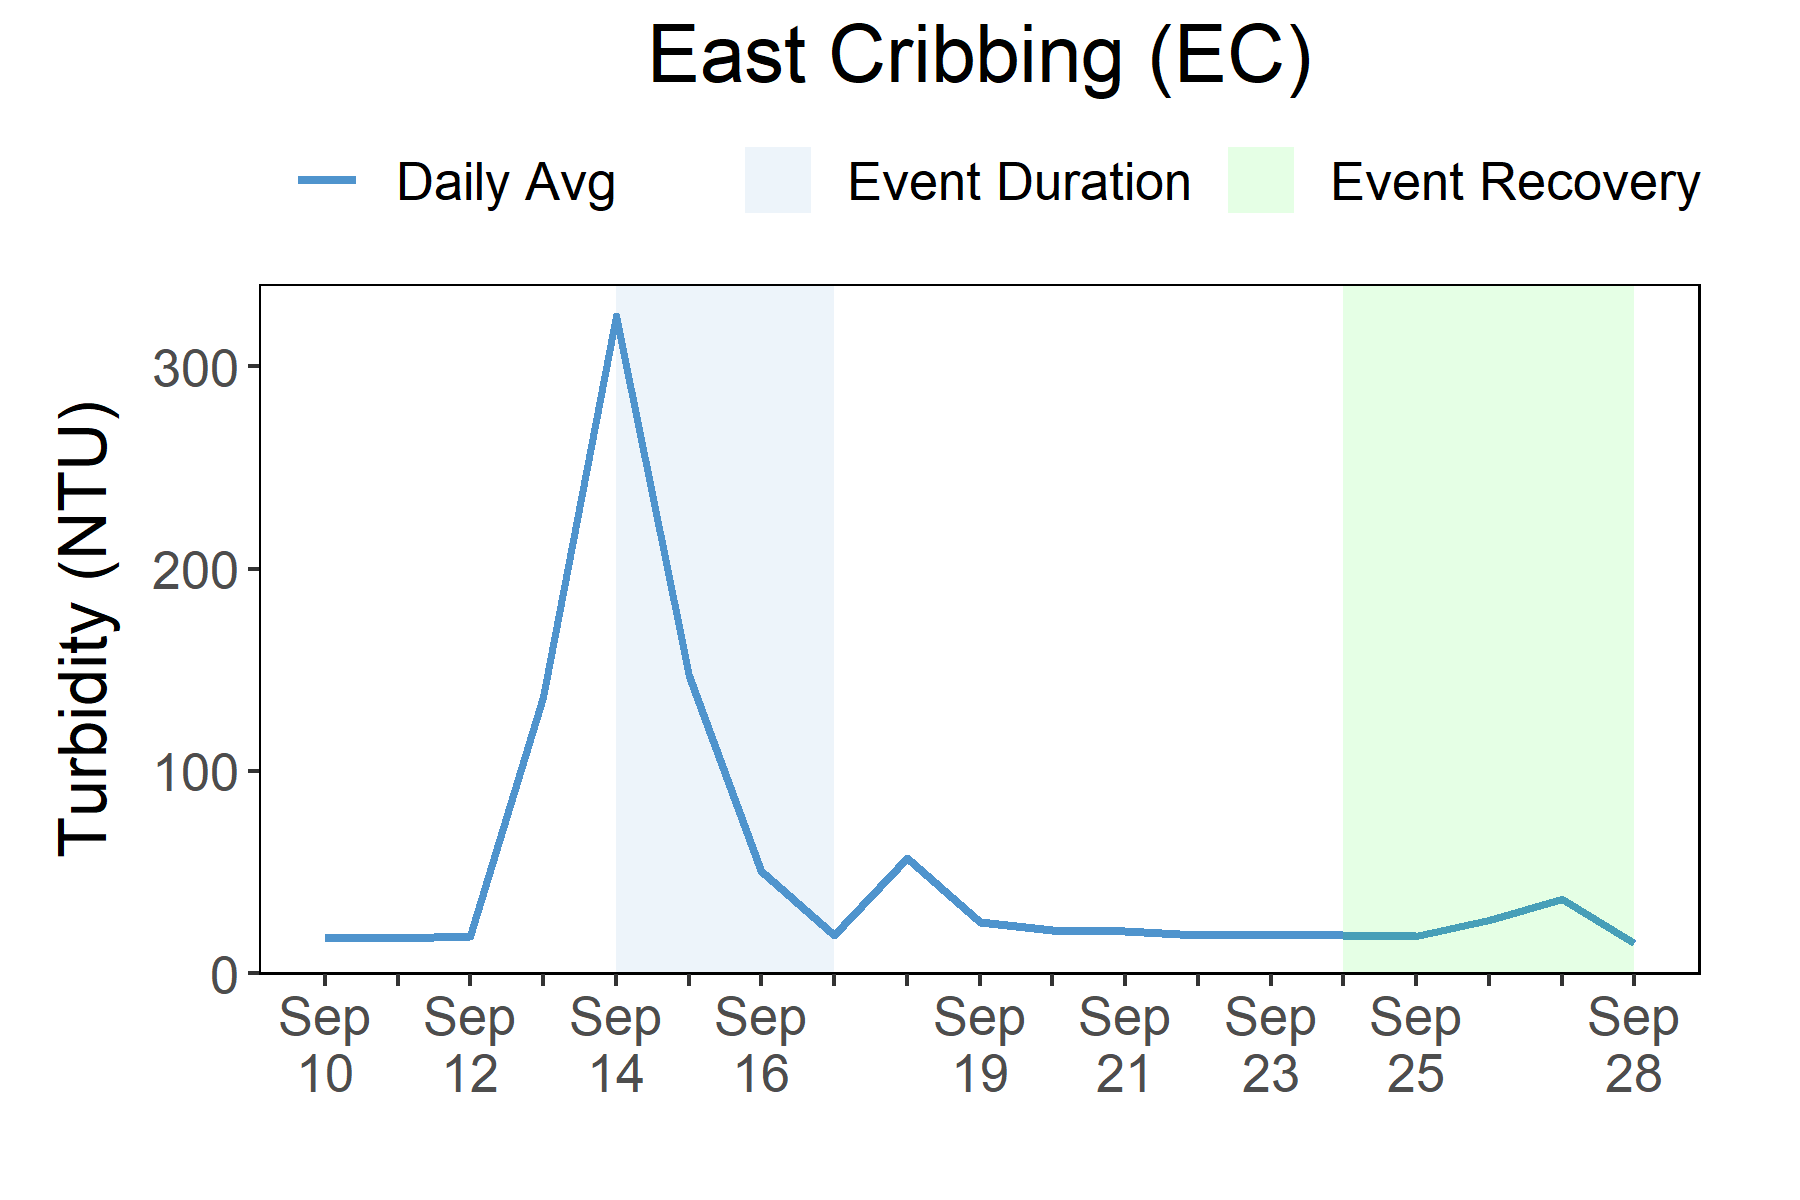 East Cribbing (EC)
Daily Avg Event Duration Event Recovery
Turbidity (NTU)
300
200
100
0
Sep Sep Sep Sep Sep Sep Sep Sep Sep
10 12 14 16 19 21 23 25 28